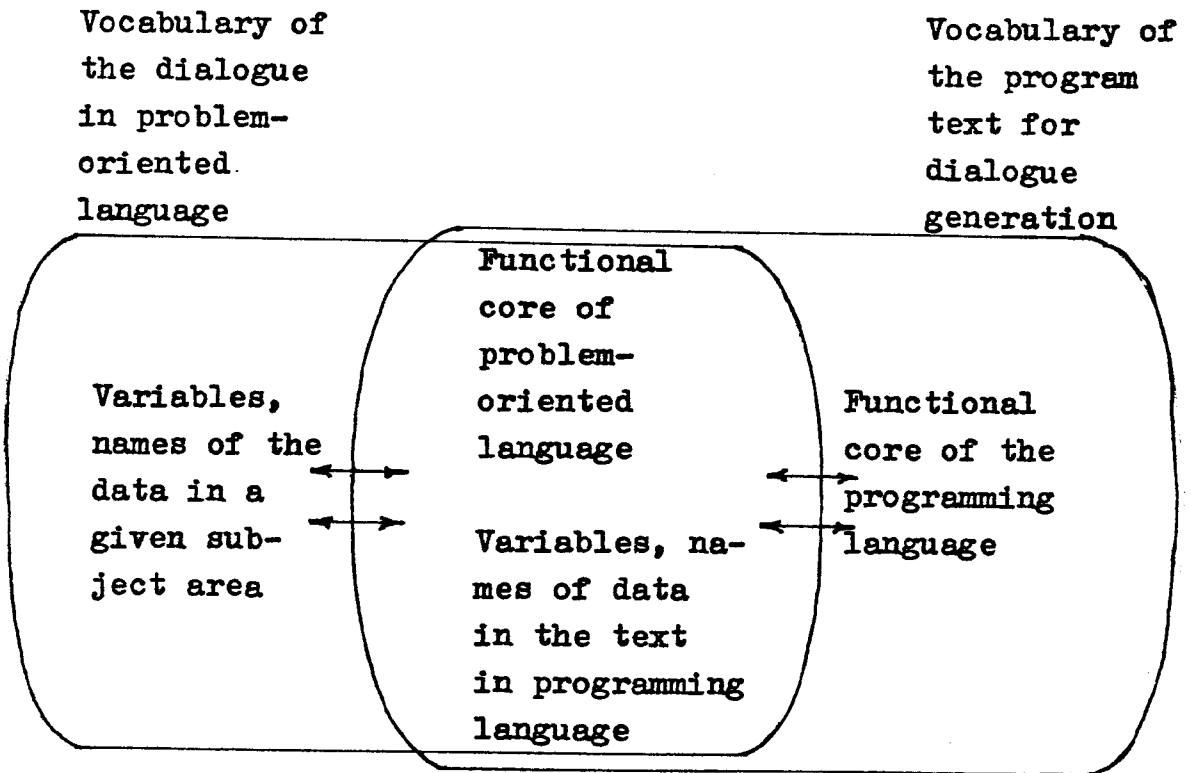 Vocabulary of
the dialogue
in problem-
oriented
language
Vocabulary of
the program
text for
dialogue
generation
Variables,
names of the
data in a
given sub-
ject area
Functional
core of
problem-
oriented
language
Variables, na-
mes of data
in the text
in programming
language
Functional
core of the
programming
language